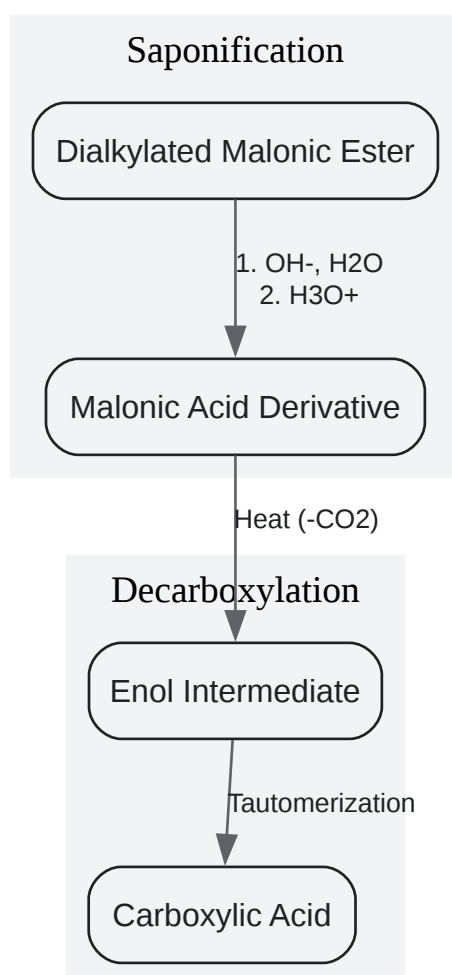 Saponification
Dialkylated Malonic Ester
1. OH-, H2O
2. H3O+
Malonic Acid Derivative
Heat (-CO2)
Decarboxylation
Enol Intermediate
Tautomerization
Carboxylic Acid